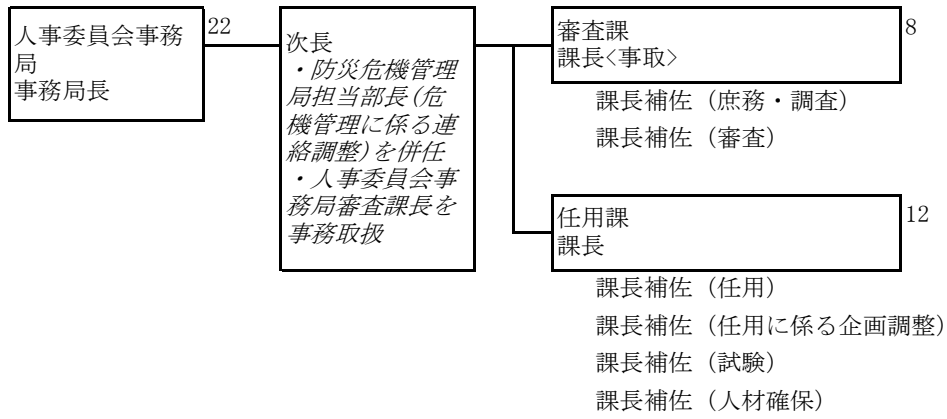 人事委員会事務
局
事務局長
22
次長
・防災危機管理
局担当部長(危
機管理に係る連
絡調整)を併任
・人事委員会事
務局審査課長を
事務取扱
審査課
課長<事取>
8
課長補佐（庶務・調査）
課長補佐（審査）
任用課
課長
12
課長補佐（任用）
課長補佐（任用に係る企画調整）
課長補佐（試験）
課長補佐（人材確保）